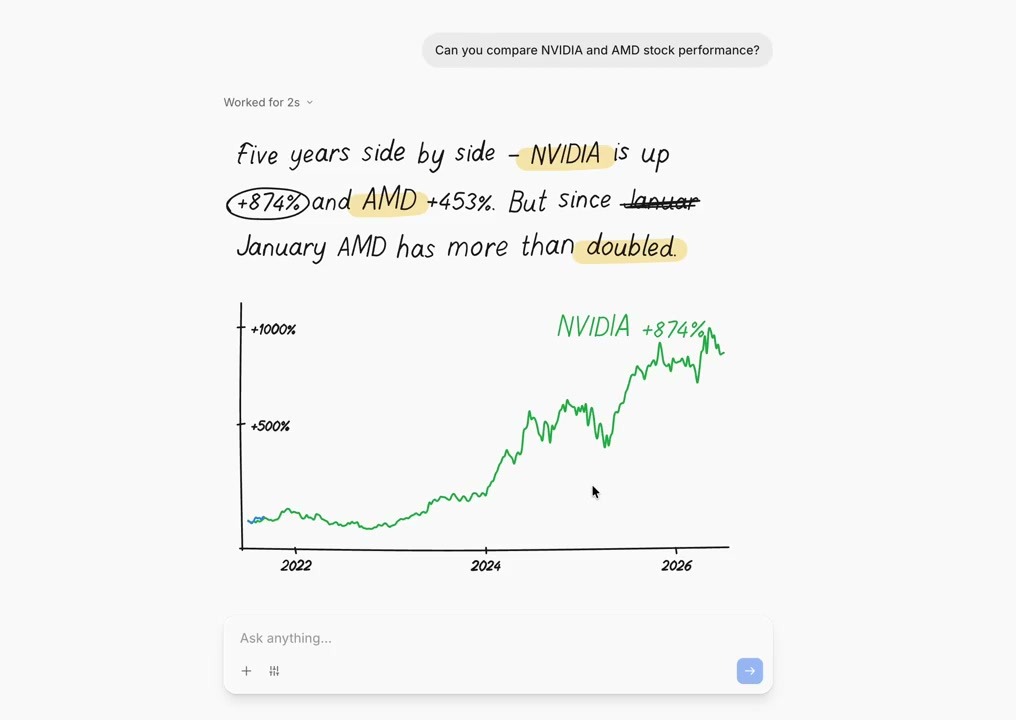 Can you compare NVIDIA and AMD stock performance?
Worked for 2s
Five years side by side – NVIDIA is up
+874% and AMD +453%. But since Januar
January AMD has more than doubled.
NVIDIA +874%
+1000%
+500%
2022 2024 2026
Ask anything...